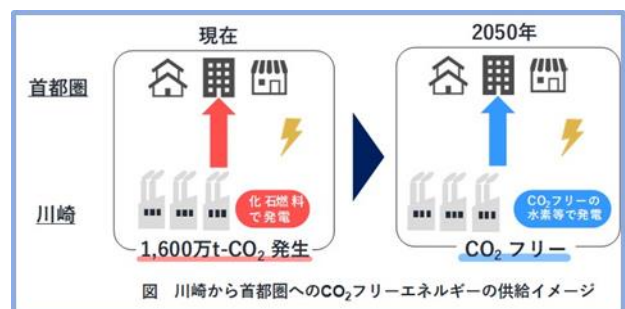 現在
2050年
首都圏
川崎
化石燃料
で発電
CO₂フリーの
水素等で発電
1,600万t-CO₂ 発生
CO₂ フリー
図 川崎から首都圏へのCO₂フリーエネルギーの供給イメージ